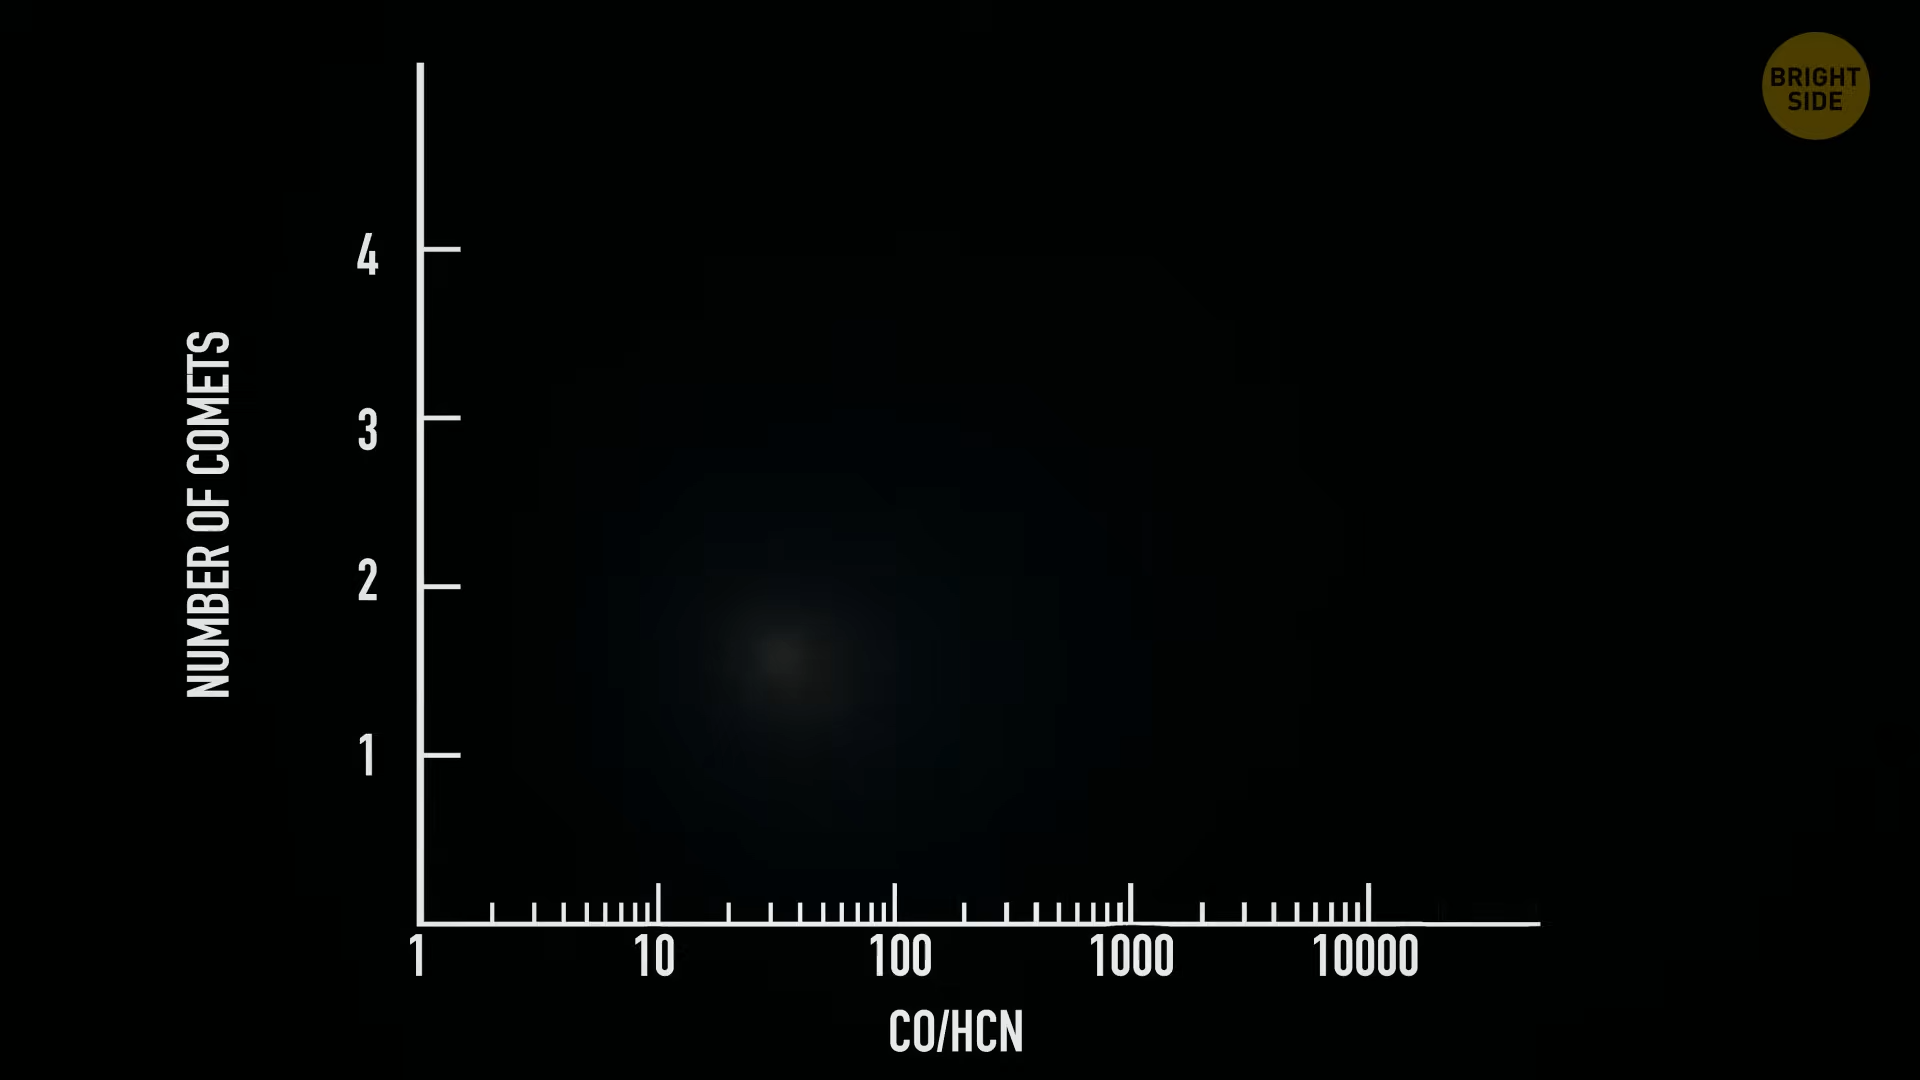 BRIGHT
SIDE
4
3
2
1
NUMBER OF COMETS
1 10 100 1000 10000
CO/HCN